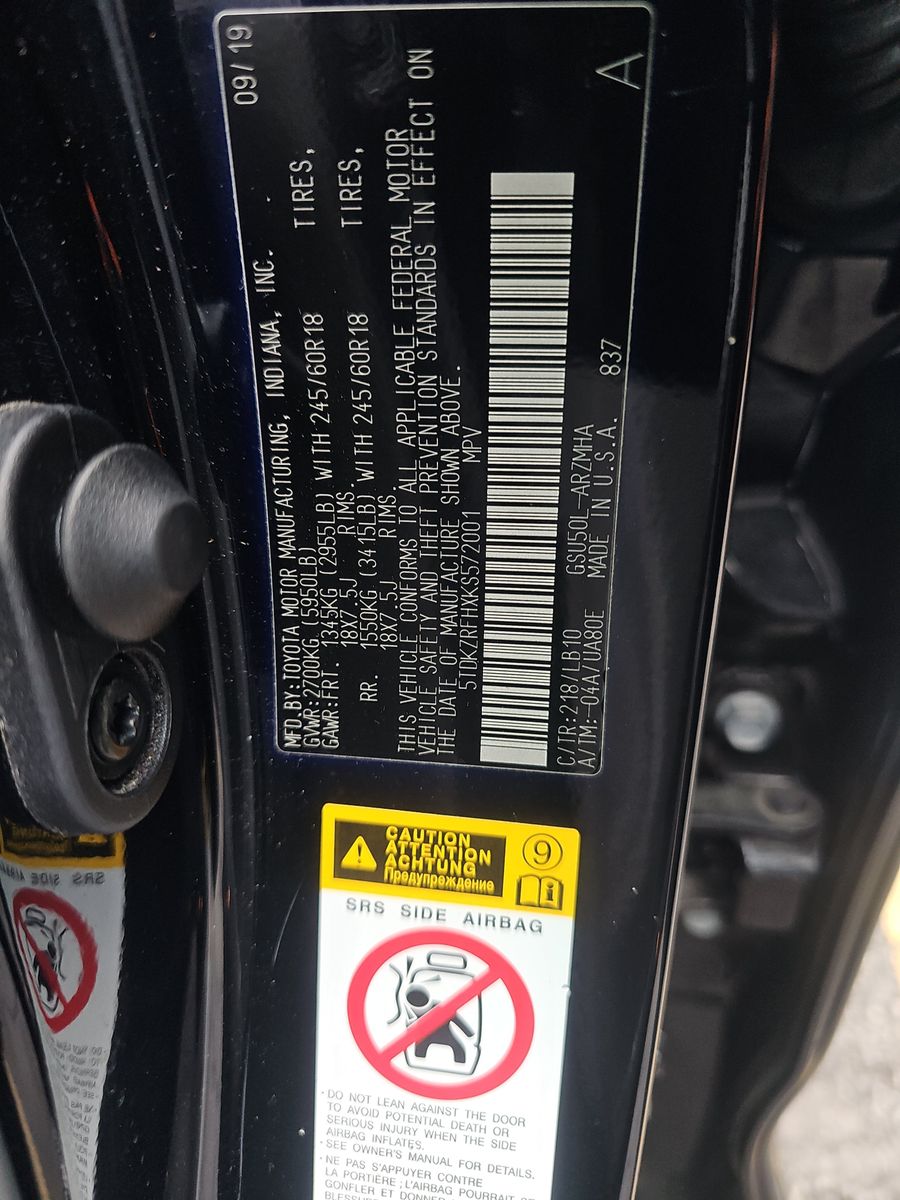 09/19
MFD.BY:TOYOTA MOTOR MANUFACTURING, INDIANA, INC.
GVWR:2700KG (5950LB)
GAWR:FRT. 1345KG (2955LB) WITH 245/60R18 TIRES,
18X7.5J RIMS
RR. 1550KG (3415LB) WITH 245/60R18 TIRES,
18X7.5J RIMS
THIS VEHICLE CONFORMS TO ALL APPLICABLE FEDERAL MOTOR
VEHICLE SAFETY AND THEFT PREVENTION STANDARDS IN EFFECT ON
THE DATE OF MANUFACTURE SHOWN ABOVE.
5TDKZRFHXKS572001 MPV
C/TR:218/LB10 GSU50L-ARZMHA
A/TM:-04A/UA80E MADE IN U.S.A. 837
A
CAUTION
ATTENTION
ACHTUNG
Предупреждение
9
i
SRS SIDE AIRBAG
·DO NOT LEAN AGAINST THE DOOR
TO AVOID POTENTIAL DEATH OR
SERIOUS INJURY WHEN THE SIDE
AIRBAG INFLATES.
·SEE OWNER'S MANUAL FOR DETAILS.
·NE PAS S'APPUYER CONTRE
LA PORTIERE ; L'AIRBAG POURRAIT SE
GONFLER ET DONNER
SRS SIDE